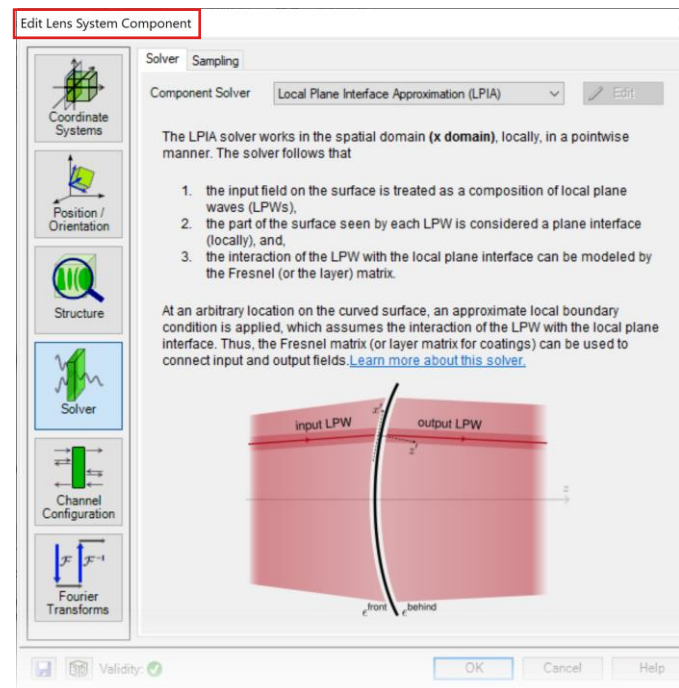 Edit Lens System Component
Coordinate
Systems
Position /
Orientation
Structure
Solver
Channel
Configuration
F F⁻¹
Fourier
Transforms
Solver Sampling
Component Solver Local Plane Interface Approximation (LPIA) Edit
The LPIA solver works in the spatial domain (x domain), locally, in a pointwise
manner. The solver follows that
1. the input field on the surface is treated as a composition of local plane
waves (LPWs),
2. the part of the surface seen by each LPW is considered a plane interface
(locally), and,
3. the interaction of the LPW with the local plane interface can be modeled by
the Fresnel (or the layer) matrix.
At an arbitrary location on the curved surface, an approximate local boundary
condition is applied, which assumes the interaction of the LPW with the local plane
interface. Thus, the Fresnel matrix (or layer matrix for coatings) can be used to
connect input and output fields.Learn more about this solver.
x'
input LPW output LPW
z'
z
ϵfront ϵbehind
Validity:
OK Cancel Help